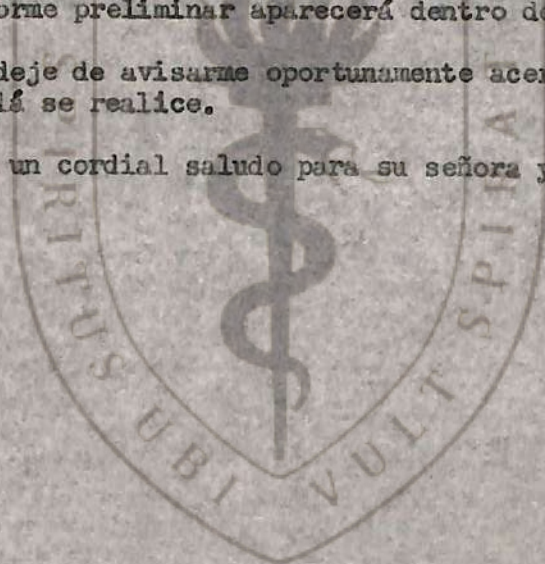 orme preliminar aparecerá dentro de
deje de avisarme oportunamente acer
lá se realice.
un cordial saludo para su señora y
SPIRITUS UBI VULT SPIRAT